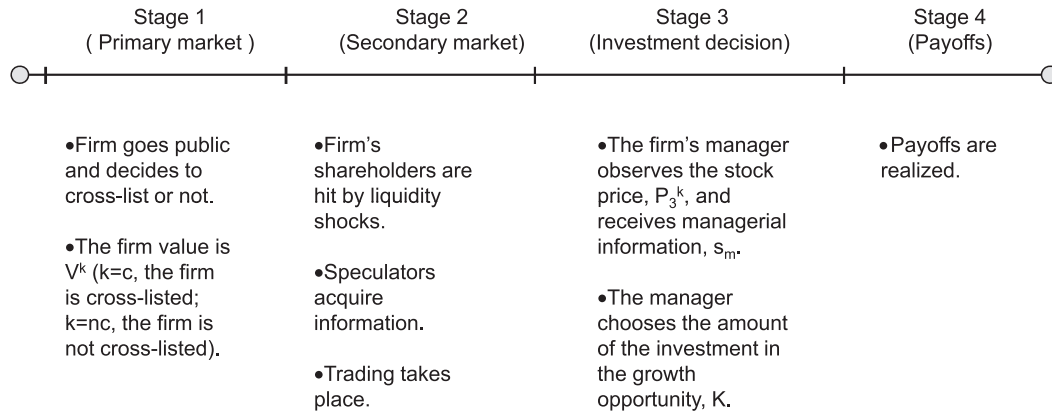 Stage 1
( Primary market )
Stage 2
(Secondary market)
Stage 3
(Investment decision)
Stage 4
(Payoffs)
•Firm goes public
and decides to
cross-list or not.
•The firm value is
Vᵏ (k=c, the firm
is cross-listed;
k=nc, the firm is
not cross-listed).
•Firm's
shareholders are
hit by liquidity
shocks.
•Speculators
acquire
information.
•Trading takes
place.
•The firm's manager
observes the stock
price, P₃ᵏ, and
receives managerial
information, sₘ.
•The manager
chooses the amount
of the investment in
the growth
opportunity, K.
•Payoffs are
realized.